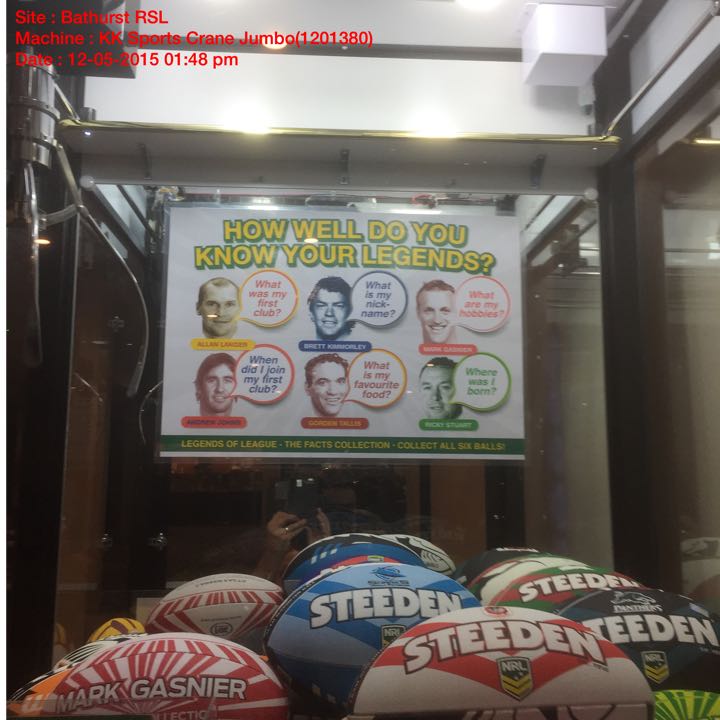 Site : Bathurst RSL
Machine : KK Sports Crane Jumbo(1201380)
Date : 12-05-2015 01:48 pm
HOW WELL DO YOU
KNOW YOUR LEGENDS?
What
was my
first
club?
ALLAN LANGER
What
is my
nick-
name?
BRETT KIMMORLEY
What
are my
hobbies?
MARK GASNIER
When
did I join
my first
club?
ANDREW JOHNS
What
is my
favourite
food?
GORDEN TALLIS
Where
was I
born?
RICKY STUART
LEGENDS OF LEAGUE - THE FACTS COLLECTION - COLLECT ALL SIX BALLS!
STEEDEN
NRL
STEEDEN
NRL
STEEDEN
PANTHERS
TEEDEN
NRL
MARK GASNIER